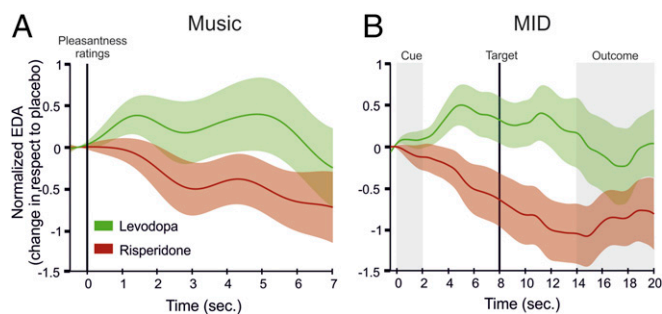 A
Music
Pleasantness
ratings
Normalized EDA
(change in respect to placebo)
1
0.5
0
-0.5
-1
-1.5
Levodopa
Risperidone
0 1 2 3 4 5 6 7
Time (sec.)
B
MID
Cue Target Outcome
1
0.5
0
-0.5
-1
-1.5
0 2 4 6 8 10 12 14 16 18 20
Time (sec.)